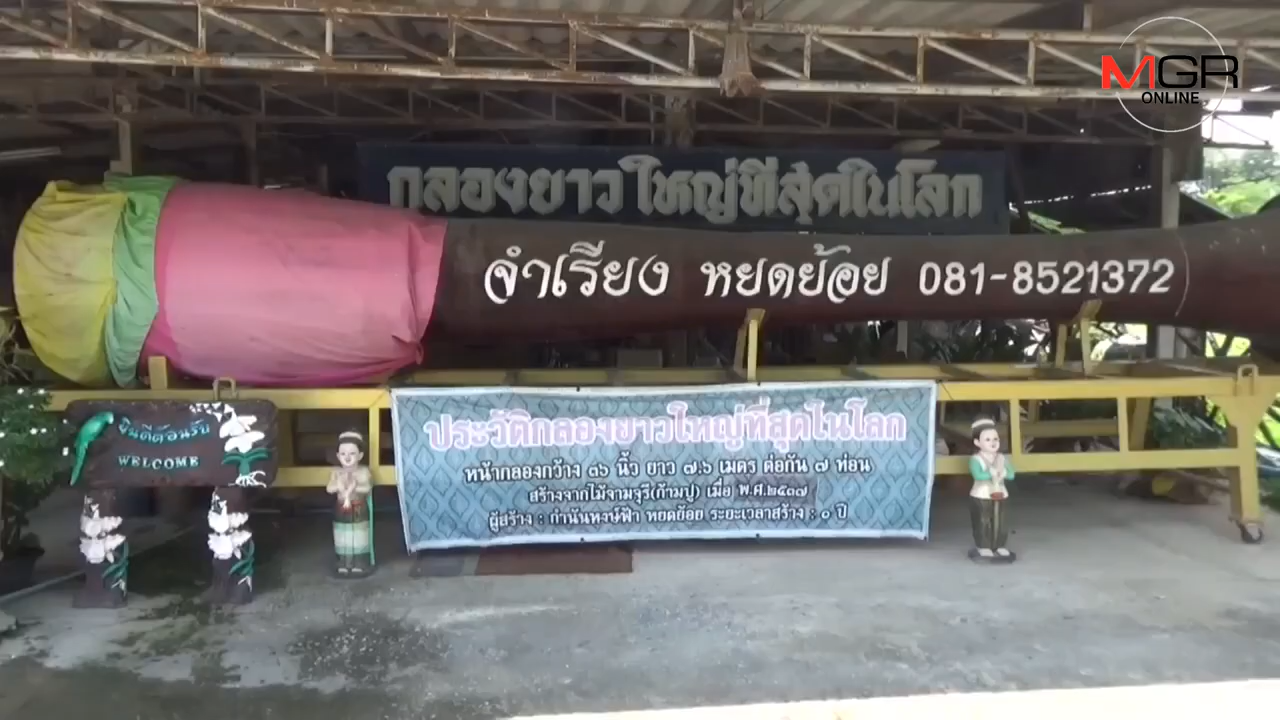 MGR
ONLINE
กลองยาวใหญ่ที่สุดในโลก
จำเรียง หยดย้อย 081-8521372
ยินดีต้อนรับ
WELCOME
ประวัติกลองยาวใหญ่ที่สุดในโลก
หน้ากลองกว้าง ๓๖ นิ้ว ยาว ๗.๖ เมตร ต่อกัน ๗ ท่อน
สร้างจากไม้จามจุรี(ก้ามปู) เมื่อ พ.ศ.๒๕๓๗
ผู้สร้าง : กำนันหงษ์ฟ้า หยดย้อย ระยะเวลาสร้าง : ๑ ปี